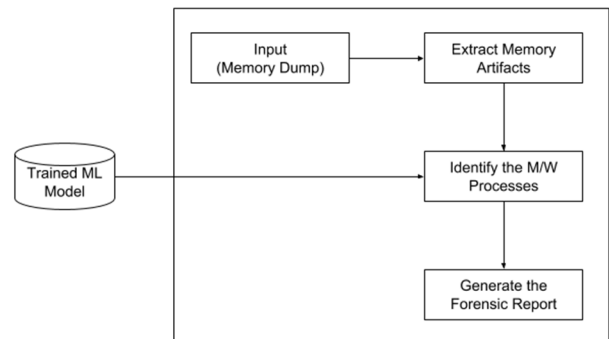 Input
(Memory Dump)
Extract Memory
Artifacts
Trained ML
Model
Identify the M/W
Processes
Generate the
Forensic Report